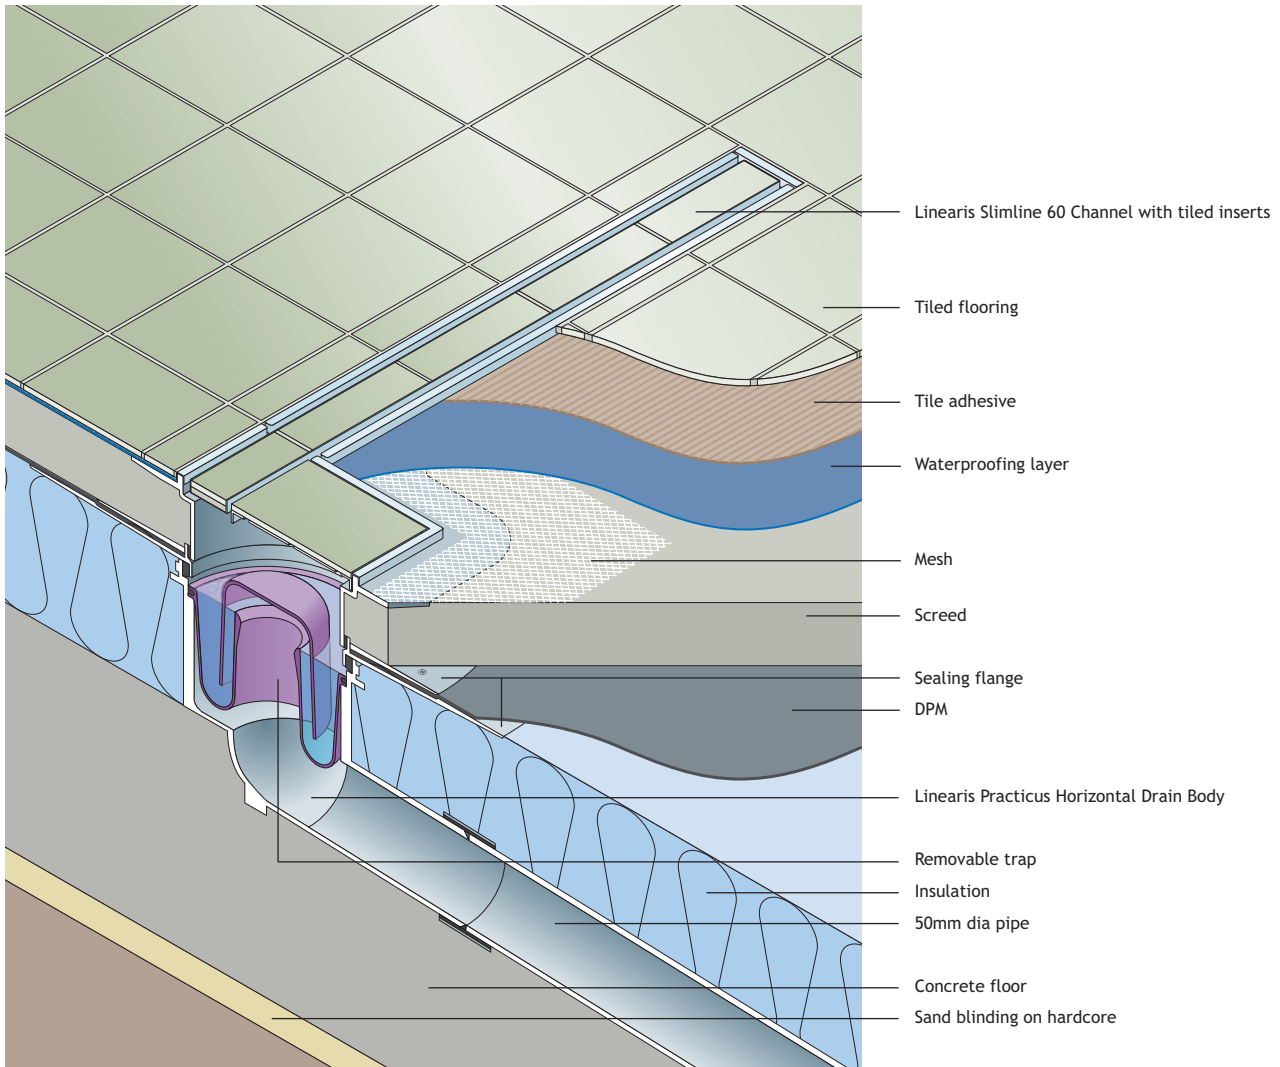 Linearis Slimline 60 Channel with tiled inserts
Tiled flooring
Tile adhesive
Waterproofing layer
Mesh
Screed
Sealing flange
DPM
Linearis Practicus Horizontal Drain Body
Removable trap
Insulation
50mm dia pipe
Concrete floor
Sand blinding on hardcore